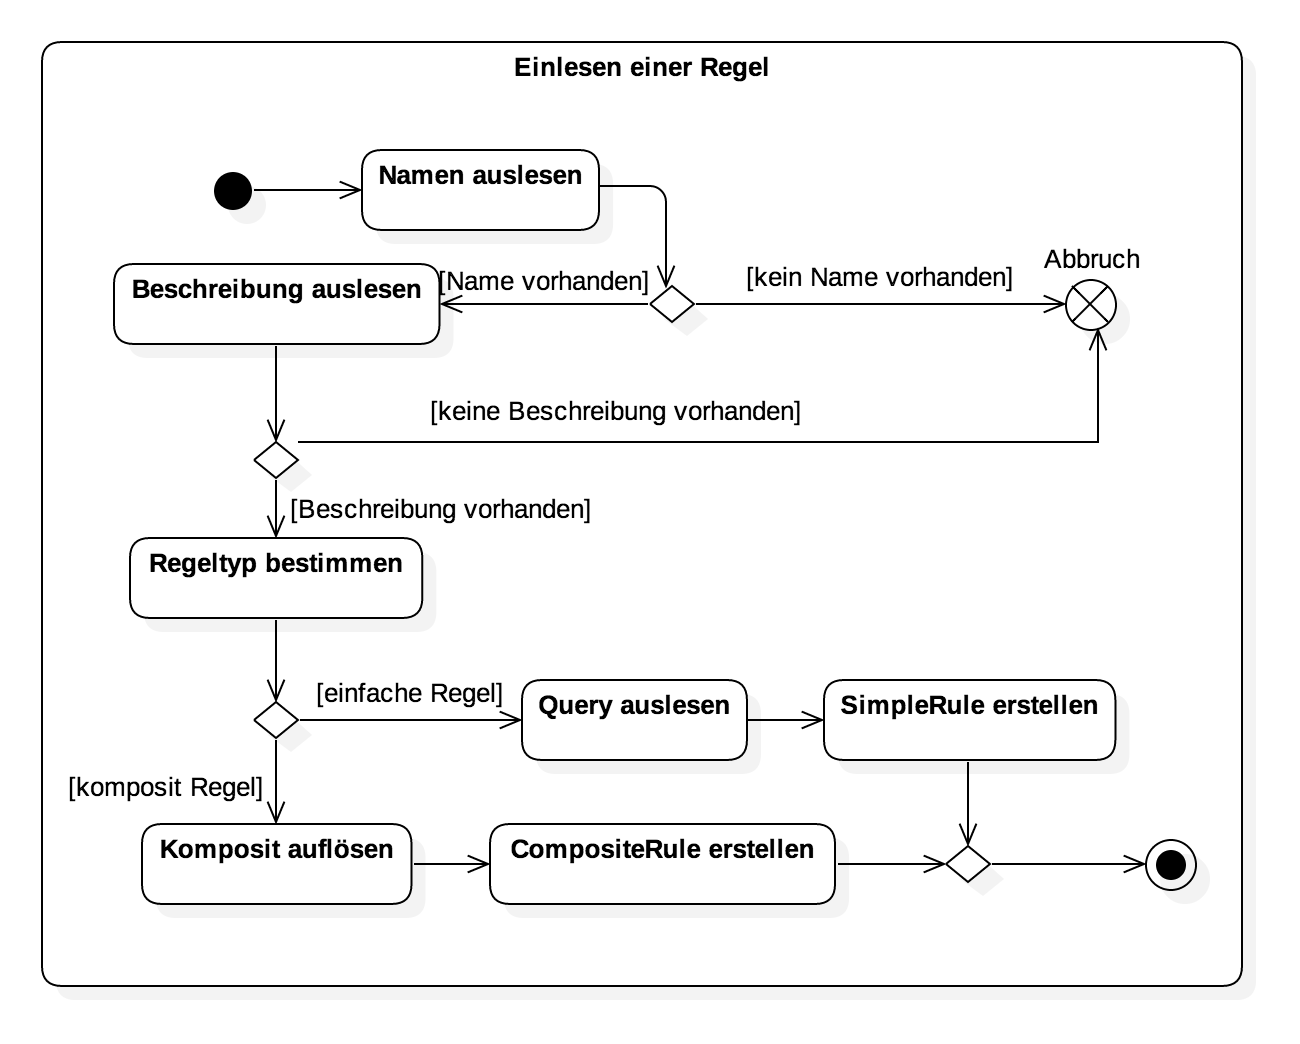 Einlesen einer Regel
Namen auslesen
Abbruch
[Name vorhanden]
[kein Name vorhanden]
Beschreibung auslesen
[keine Beschreibung vorhanden]
[Beschreibung vorhanden]
Regeltyp bestimmen
[einfache Regel]
Query auslesen
SimpleRule erstellen
[komposit Regel]
Komposit auflösen
CompositeRule erstellen